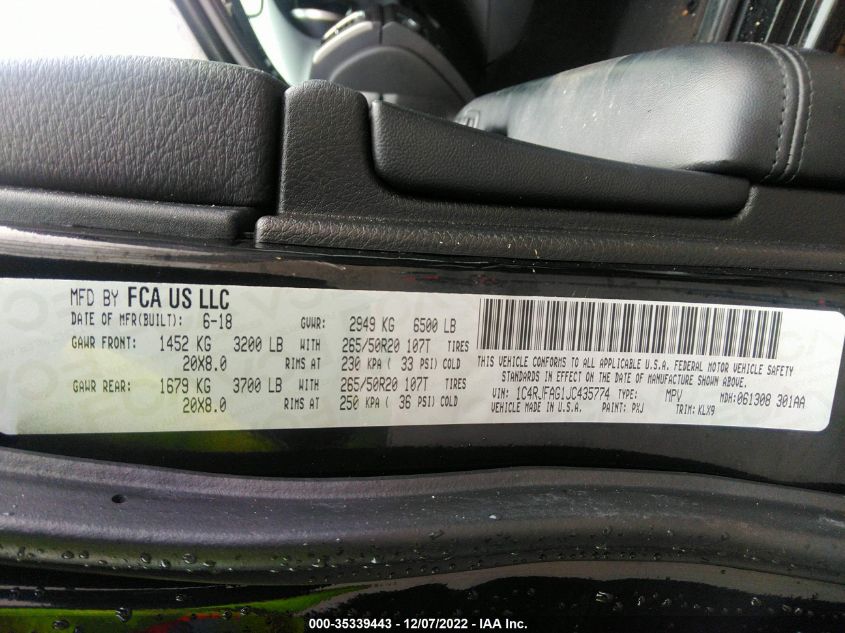 MFD BY FCA US LLC
DATE OF MFR(BUILT): 6-18 GVWR: 2949 KG 6500 LB
GAWR FRONT: 1452 KG 3200 LB WITH 265/50R20 107T TIRES
20X8.0 RIMS AT 230 KPA ( 33 PSI) COLD
GAWR REAR: 1679 KG 3700 LB WITH 265/50R20 107T TIRES
20X8.0 RIMS AT 250 KPA ( 36 PSI) COLD
THIS VEHICLE CONFORMS TO ALL APPLICABLE U.S.A. FEDERAL MOTOR VEHICLE SAFETY
STANDARDS IN EFFECT ON THE DATE OF MANUFACTURE SHOWN ABOVE.
VIN: 1C4RJFAG1JC435774 TYPE: MPV MDH: 061308 301AA
VEHICLE MADE IN U.S.A. PAINT: PXJ TRIM: KLX9
000-35339443 - 12/07/2022 - IAA Inc.